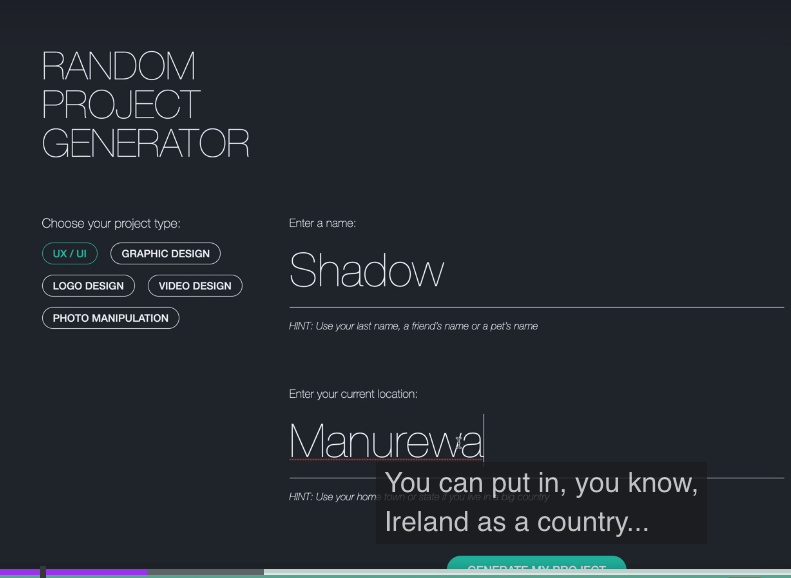 RANDOM
PROJECT
GENERATOR
Choose your project type:
UX / UI
GRAPHIC DESIGN
LOGO DESIGN
VIDEO DESIGN
PHOTO MANIPULATION
Enter a name:
Shadow
HINT: Use your last name, a friend's name or a pet's name
Enter your current location:
Manurewa
HINT: Use your home town or state if you live in a big country
You can put in, you know,
Ireland as a country...
GENERATE MY PROJECT